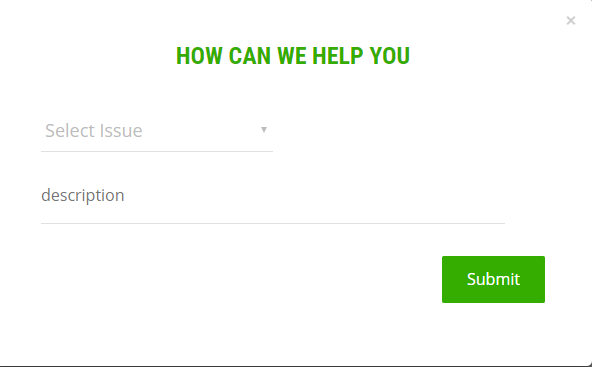 ×
HOW CAN WE HELP YOU
Select Issue
description
Submit